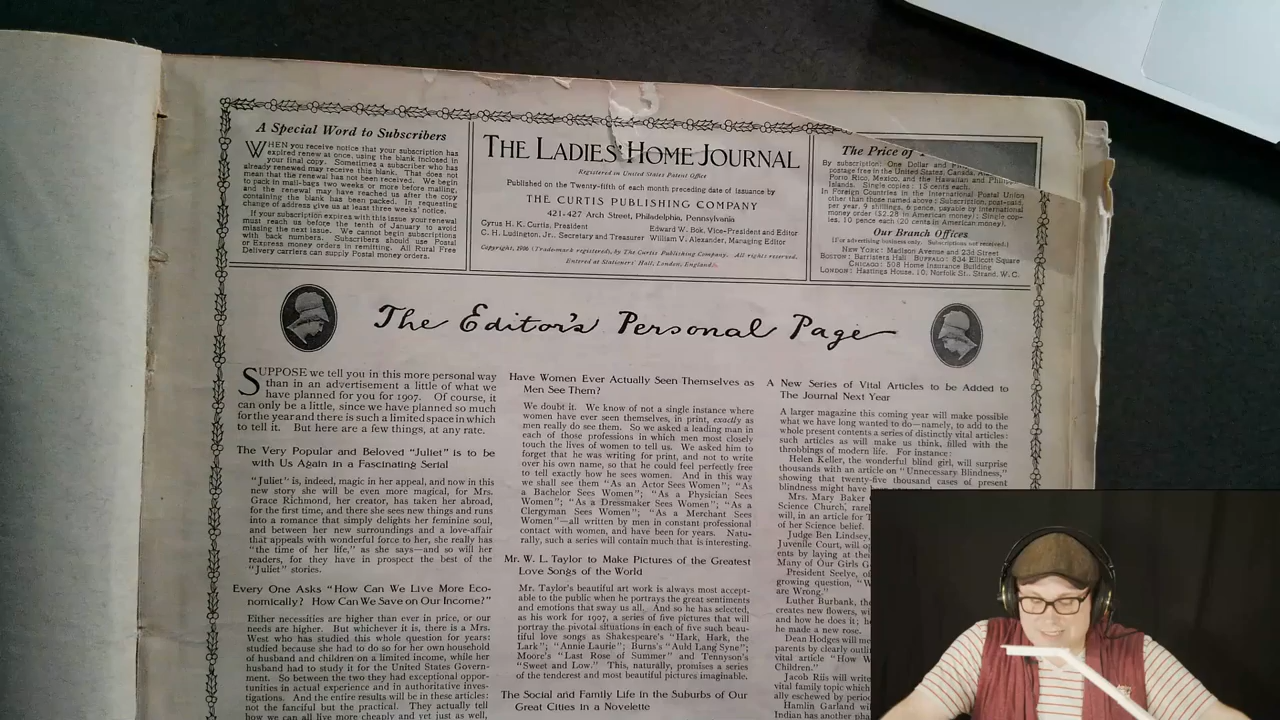 A Special Word to Subscribers
WHEN you receive notice that your subscription has
expired renew at once, using the blank inclosed in
your final copy. Sometimes a subscriber who has
already renewed may receive this blank. That does not
mean that the renewal has not been received. We begin
to pack in mail-bags two weeks or more before mailing,
and the renewal may have reached us after the copy
containing the blank has been packed. In requesting
change of address give us at least three weeks' notice.
If your subscription expires with this issue your renewal
must reach us before the tenth of January to avoid
missing the next issue. We cannot begin subscriptions
with back numbers. Subscribers should use Postal
or Express money orders in remitting. All Rural Free
Delivery carriers can supply Postal money orders.
THE LADIES' HOME JOURNAL
Registered in United States Patent Office
Published on the Twenty-fifth of each month preceding date of issuance by
THE CURTIS PUBLISHING COMPANY
421-427 Arch Street, Philadelphia, Pennsylvania
Cyrus H. K. Curtis, President
Edward W. Bok, Vice-President and Editor
C. H. Ludington, Jr., Secretary and Treasurer
William V. Alexander, Managing Editor
Copyright, 1906 (Trademark registered), by The Curtis Publishing Company. All rights reserved.
Entered at Stationers' Hall, London, England.
The Price of
By subscription: One Dollar and
postage free in the United States, Canada,
Porto Rico, Mexico, and the Hawaiian and
Islands. Single copies: 15 cents each.
In Foreign Countries in the International Postal Union
other than those named above: Subscription, post-paid,
per year, 9 shillings, 6 pence, payable by international
money order ($2.28 in American money); Single cop-
ies, 10 pence each (20 cents in American money).
Our Branch Offices
[For advertising business only. Subscriptions not received.]
NEW YORK: Madison Avenue and 23d Street
BOSTON: Barristers Hall BUFFALO: 834 Ellicott Square
CHICAGO: 508 Home Insurance Building
LONDON: Hastings House, 10, Norfolk St., Strand, W. C.
The Editor's Personal Page
SUPPOSE we tell you in this more personal way
than in an advertisement a little of what we
have planned for you for 1907. Of course, it
can only be a little, since we have planned so much
for the year and there is such a limited space in which
to tell it. But here are a few things, at any rate.
The Very Popular and Beloved "Juliet" is to be
with Us Again in a Fascinating Serial
"Juliet" is, indeed, magic in her appeal, and now in this
new story she will be even more magical, for Mrs.
Grace Richmond, her creator, has taken her abroad,
for the first time, and there she sees new things and runs
into a romance that simply delights her feminine soul,
and between her new surroundings and a love-affair
that appeals with wonderful force to her, she really has
"the time of her life," as she says—and so will her
readers, for they have in prospect the best of the
"Juliet" stories.
Every One Asks "How Can We Live More Eco-
nomically? How Can We Save on Our Income?"
Either necessities are higher than ever in price, or our
needs are higher. But whichever it is, there is a Mrs.
West who has studied this whole question for years:
studied because she had to do so for her own household
of husband and children on a limited income, while her
husband had to study it for the United States Govern-
ment. So between the two they had exceptional oppor-
tunities in actual experience and in authoritative inves-
tigations. And the entire results will be in these articles:
not the fanciful but the practical. They actually tell
how we can all live more cheaply and yet just as well,
Have Women Ever Actually Seen Themselves as
Men See Them?
We doubt it. We know of not a single instance where
women have ever seen themselves, in print, exactly as
men really do see them. So we asked a leading man in
each of those professions in which men most closely
touch the lives of women to tell us. We asked him to
forget that he was writing for print, and not to write
over his own name, so that he could feel perfectly free
to tell exactly how he sees women. And in this way
we shall see them "As an Actor Sees Women"; "As
a Bachelor Sees Women"; "As a Physician Sees
Women"; "As a Dressmaker Sees Women"; "As a
Clergyman Sees Women"; "As a Merchant Sees
Women"—all written by men in constant professional
contact with women, and have been for years. Natu-
rally, such a series will contain much that is interesting.
Mr. W. L. Taylor to Make Pictures of the Greatest
Love Songs of the World
Mr. Taylor's beautiful art work is always most accept-
able to the public when he portrays the great sentiments
and emotions that sway us all. And so he has selected,
as his work for 1907, a series of five pictures that will
portray the pivotal situations in each of five such beau-
tiful love songs as Shakespeare's "Hark, Hark, the
Lark"; "Annie Laurie"; Burns's "Auld Lang Syne";
Moore's "Last Rose of Summer" and Tennyson's
"Sweet and Low." This, naturally, promises a series
of the tenderest and most beautiful pictures imaginable.
The Social and Family Life in the Suburbs of Our
Great Cities in a Novelette
A New Series of Vital Articles to be Added to
The Journal Next Year
A larger magazine this coming year will make possible
what we have long wanted to do—namely, to add to the
whole present contents a series of distinctly vital articles:
such articles as will make us think, filled with the
throbbings of modern life. For instance:
Helen Keller, the wonderful blind girl, will surprise
thousands with an article on "Unnecessary Blindness,"
showing that twenty-five thousand cases of present
blindness might have been
Mrs. Mary Baker
Science Church,
will, in an article for
of her Science belief.
Judge Ben Lindsey,
Juvenile Court, will
ents by laying at the
Many of Our Girls
President Seelye, of
growing question,
are Wrong."
Luther Burbank, the
creates new flowers,
and how he does it;
he made a new rose.
Dean Hodges will
parents by clearly
vital article "How
Children."
Jacob Riis will
vital family topic which
ally eschewed by
Hamlin Garland will
Indian has another